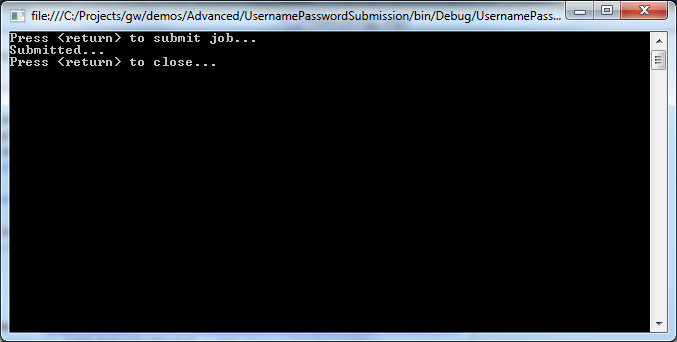 file:///C:/Projects/gw/demos/Advanced/UsernamePasswordSubmission/bin/Debug/UsernamePass...
Press <return> to submit job...
Submitted...
Press <return> to close...